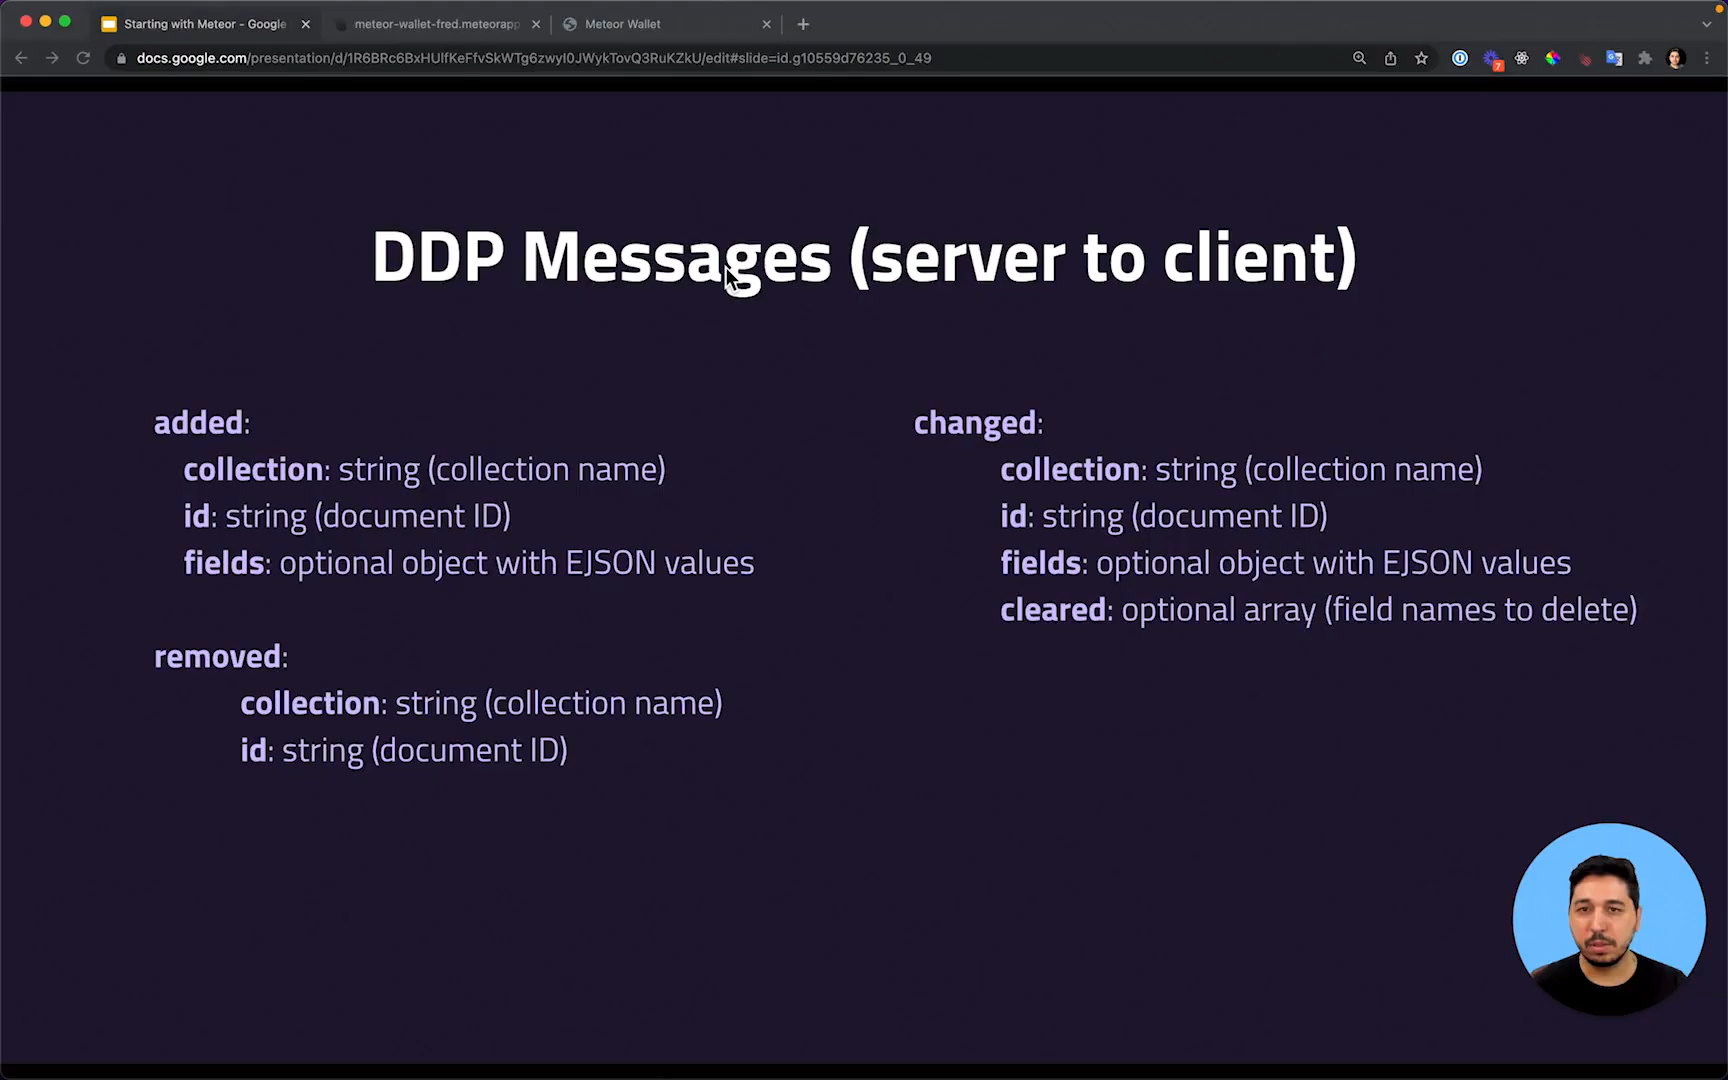 Starting with Meteor - Google
meteor-wallet-fred.meteorapp
Meteor Wallet
docs.google.com/presentation/d/1R6BRc6BxHUlfKeFfvSkWTg6zwyI0JWykTovQ3RuKZkU/edit#slide=id.g10559d76235_0_49
7
DDP Messages (server to client)
added:
collection: string (collection name)
id: string (document ID)
fields: optional object with EJSON values
removed:
collection: string (collection name)
id: string (document ID)
changed:
collection: string (collection name)
id: string (document ID)
fields: optional object with EJSON values
cleared: optional array (field names to delete)